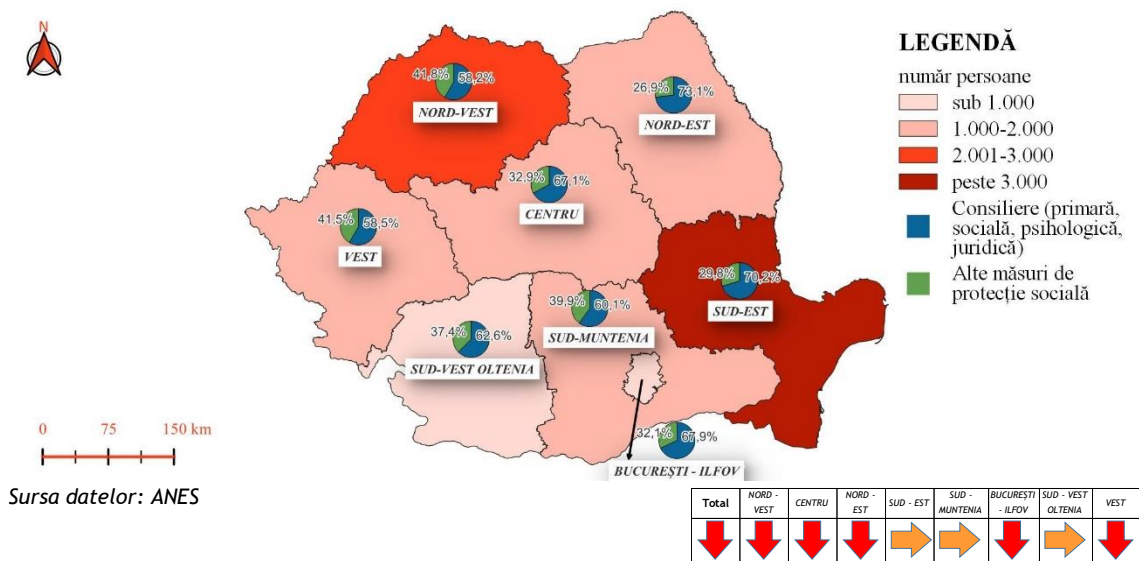 N
41,8%
58,2%
NORD-VEST
26,9%
73,1%
NORD-EST
32,9%
67,1%
CENTRU
41,5%
58,5%
VEST
29,8%
70,2%
SUD-EST
39,9%
60,1%
SUD-MUNTENIA
37,4%
62,6%
SUD-VEST OLTENIA
32,1%
67,9%
BUCUREȘTI - ILFOV
LEGENDĂ
număr persoane
sub 1.000
1.000-2.000
2.001-3.000
peste 3.000
Consiliere (primară,
socială, psihologică,
juridică)
Alte măsuri de
protecție socială
0 75 150 km
Sursa datelor: ANES
Total
NORD -
VEST
CENTRU
NORD -
EST
SUD - EST
SUD -
MUNTENIA
BUCUREȘTI
- ILFOV
SUD - VEST
OLTENIA
VEST